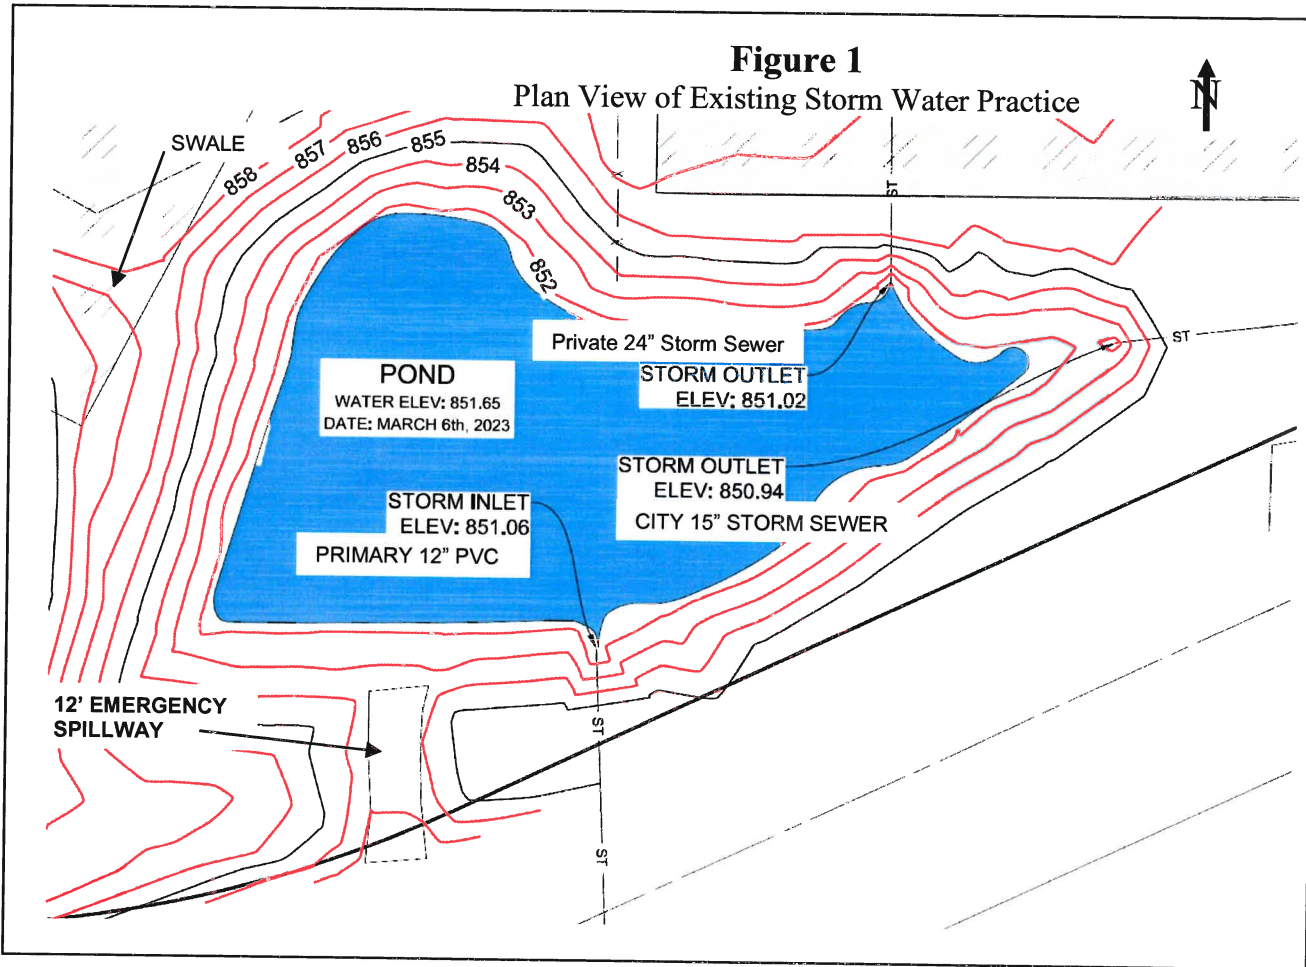 Figure 1
Plan View of Existing Storm Water Practice
N
SWALE
858
857
856
855
854
853
852
ST
ST
Private 24" Storm Sewer
STORM OUTLET
ELEV: 851.02
POND
WATER ELEV: 851.65
DATE: MARCH 6th, 2023
STORM OUTLET
ELEV: 850.94
CITY 15" STORM SEWER
STORM INLET
ELEV: 851.06
PRIMARY 12" PVC
12' EMERGENCY
SPILLWAY
ST
ST